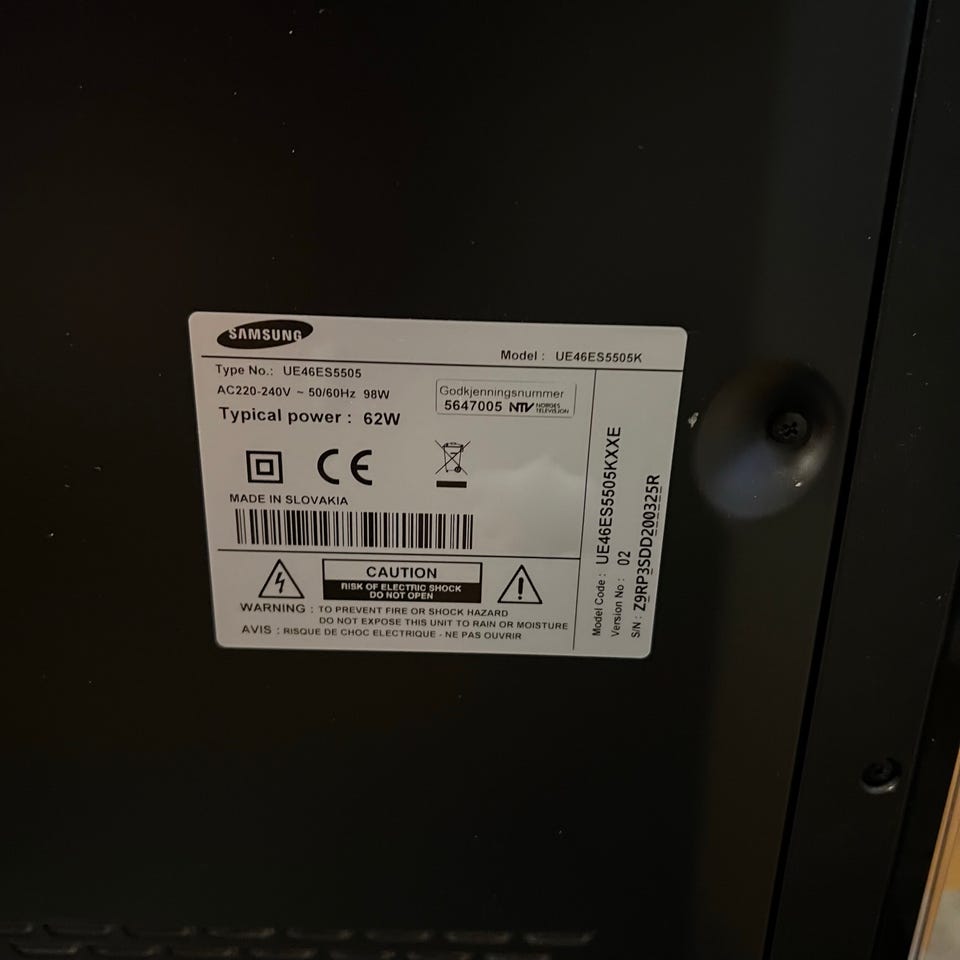 SAMSUNG
Model : UE46ES5505K
Type No.: UE46ES5505
AC220-240V ~ 50/60Hz 98W
Typical power : 62W
Godkjenningsnummer
5647005 NTV NORGES
TELEVISJON
CE
MADE IN SLOVAKIA
CAUTION
RISK OF ELECTRIC SHOCK
DO NOT OPEN
WARNING : TO PREVENT FIRE OR SHOCK HAZARD
DO NOT EXPOSE THIS UNIT TO RAIN OR MOISTURE
AVIS : RISQUE DE CHOC ELECTRIQUE - NE PAS OUVRIR
Model Code : UE46ES5505KXXE
Version No : 02
S/N : Z9RP3SDD200325R